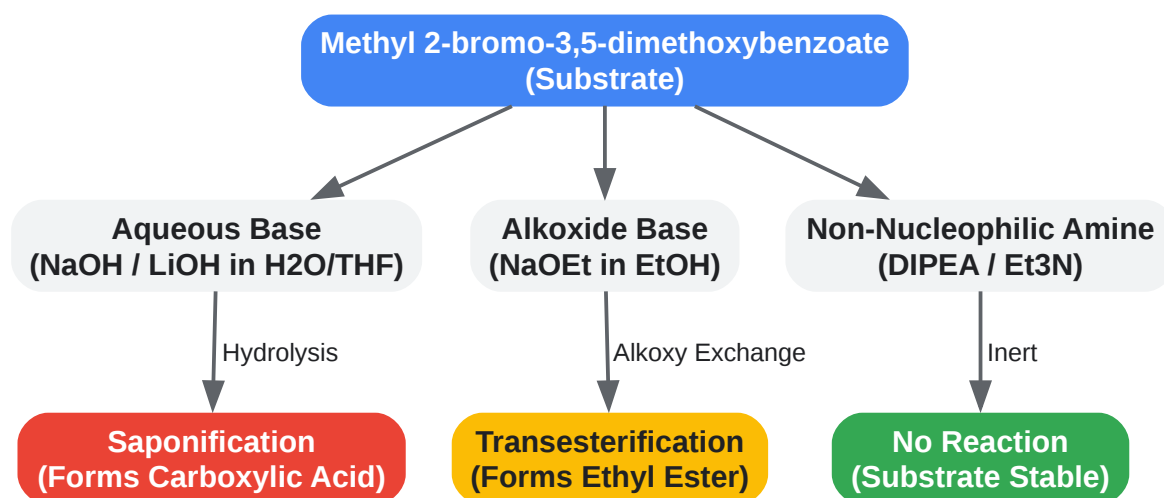 Methyl 2-bromo-3,5-dimethoxybenzoate
(Substrate)
Aqueous Base
(NaOH / LiOH in H2O/THF)
Alkoxide Base
(NaOEt in EtOH)
Non-Nucleophilic Amine
(DIPEA / Et3N)
Hydrolysis
Alkoxy Exchange
Inert
Saponification
(Forms Carboxylic Acid)
Transesterification
(Forms Ethyl Ester)
No Reaction
(Substrate Stable)